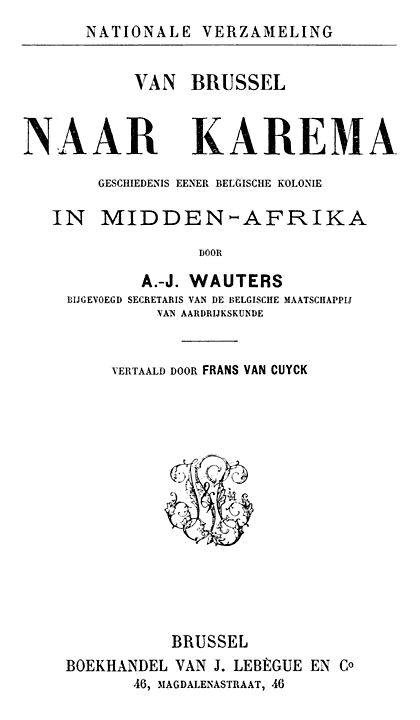 NATIONALE VERZAMELING
VAN BRUSSEL
NAAR KAREMA
GESCHIEDENIS EENER BELGISCHE KOLONIE
IN MIDDEN-AFRIKA
DOOR
A.-J. WAUTERS
BIJGEVOEGD SECRETARIS VAN DE BELGISCHE MAATSCHAPPIJ
VAN AARDRIJKSKUNDE
VERTAALD DOOR FRANS VAN CUYCK
BRUSSEL
BOEKHANDEL VAN J. LEBÈGUE EN Co
46, MAGDALENASTRAAT, 46